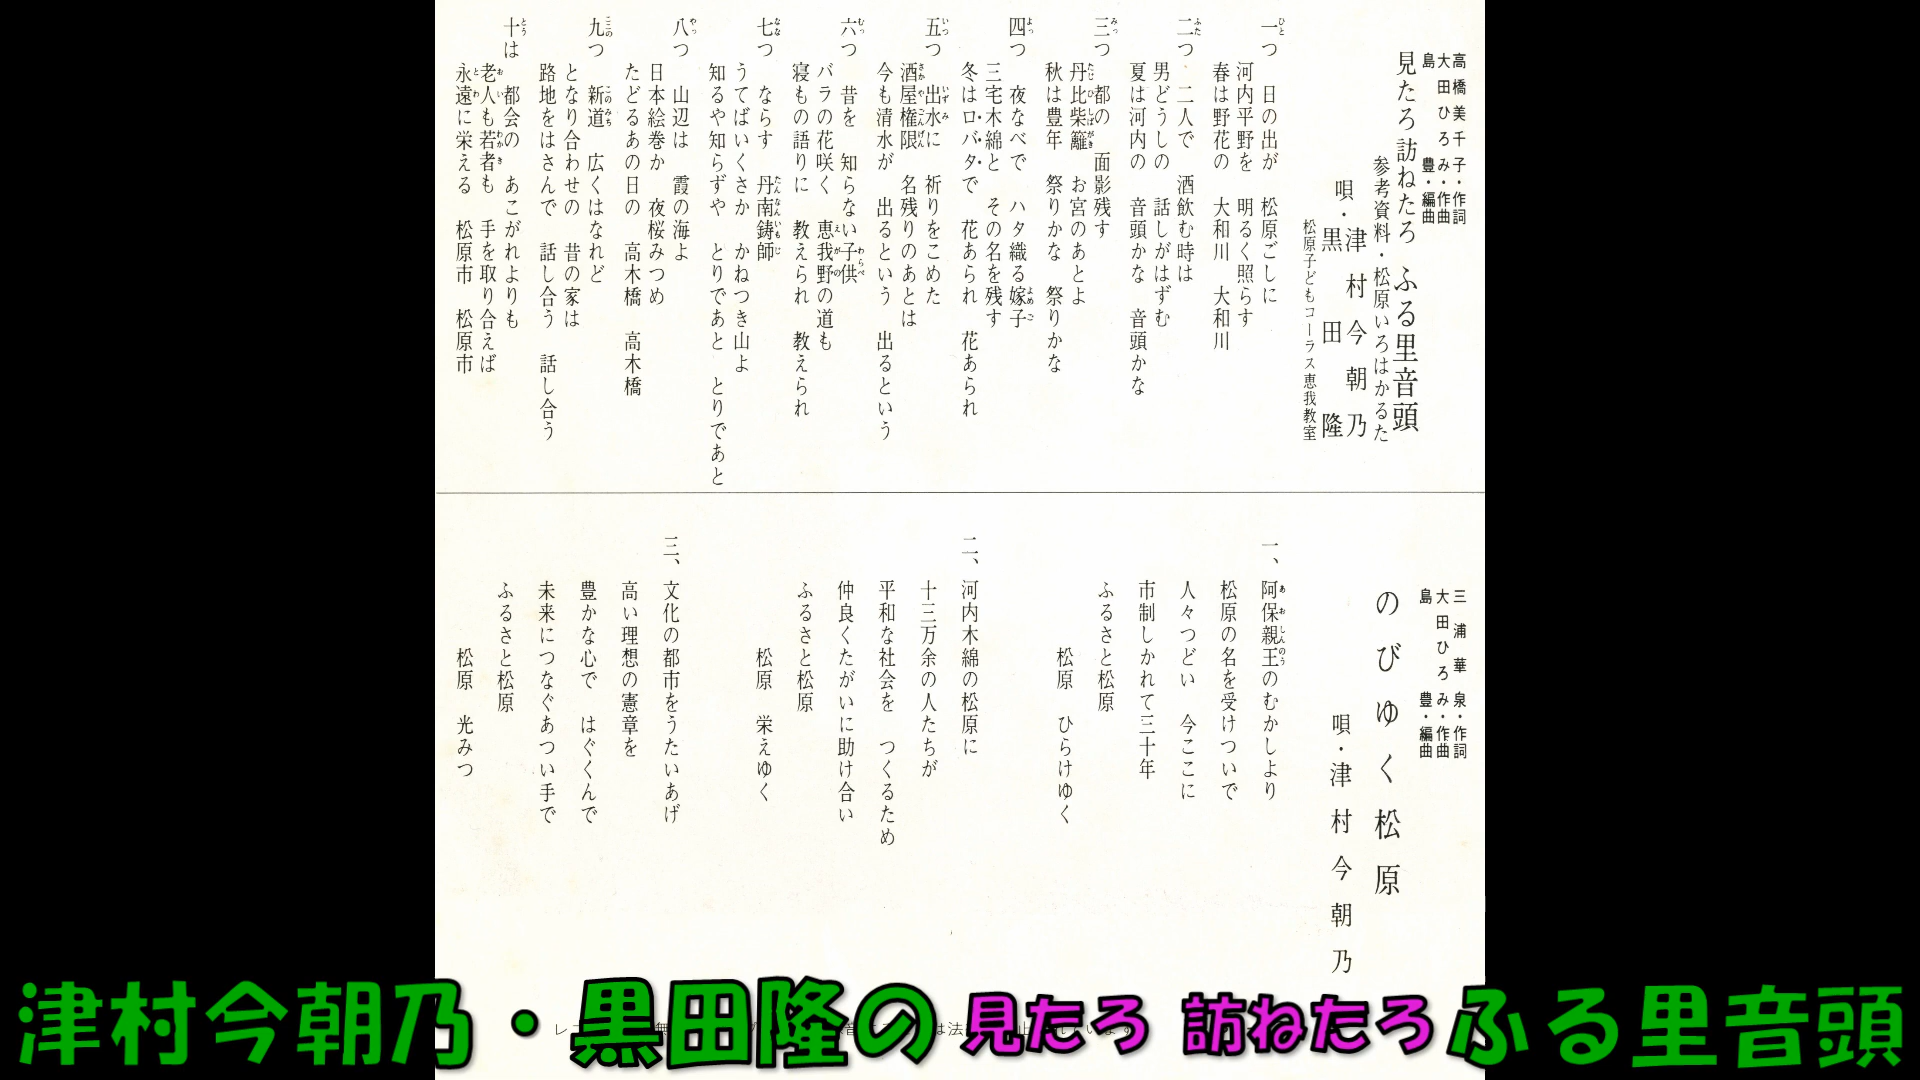 高橋美千子・作詞
大田ひろみ・作曲
島　　　豊・編曲
見たろ訪ねたろ　ふる里音頭
参考資料・松原いろはかるた
唄・津村今朝乃
黒田隆
松原子どもコーラス恵我教室
一つ　日の出が　松原ごしに
河内平野を　明るく照らす
春は野花の　大和川　大和川
二つ　二人で　酒飲む時は
男どうしの　話しがはずむ
夏は河内の　音頭かな　音頭かな
三つ　都の　面影残す
丹比柴籬　お宮のあとよ
秋は豊年　祭りかな　祭りかな
四つ　夜なべで　ハタ織る嫁子
三宅木綿と　その名を残す
冬はロバタで　花あられ　花あられ
五つ　出水に　祈りをこめた
酒屋権限　名残りのあとは
今も清水が　出るという　出るという
六つ　昔を　知らない子供
バラの花咲く　恵我野の道も
寝もの語りに　教えられ　教えられ
七つ　ならす　丹南鋳師
うてばいくさか　かねつき山よ
知るや知らずや　とりであと　とりであと
八つ　山辺は　霞の海よ
日本絵巻か　夜桜みつめ
たどるあの日の　高木橋　高木橋
九つ　新道　広くはなれど
となり合わせの　昔の家は
路地をはさんで　話し合う　話し合う
十は　都会の　あこがれよりも
老人も若者も　手を取り合えば
永遠に栄える　松原市　松原市
三浦華泉・作詞
大田ひろみ・作曲
島　　　豊・編曲
のびゆく松原
唄・津村今朝乃
一、阿保親王のむかしより
松原の名を受けついで
人々つどい　今ここに
市制しかれて三十年
ふるさと松原
松原　ひらけゆく
二、河内木綿の松原に
十三万余の人たちが
平和な社会を　つくるため
仲良くたがいに助け合い
ふるさと松原
松原　栄えゆく
三、文化の都市をうたいあげ
高い理想の憲章を
豊かな心で　はぐくんで
未来につなぐあつい手で
ふるさと松原
松原　光みつ
津村今朝乃・黒田隆の見たろ 訪ねたろふる里音頭